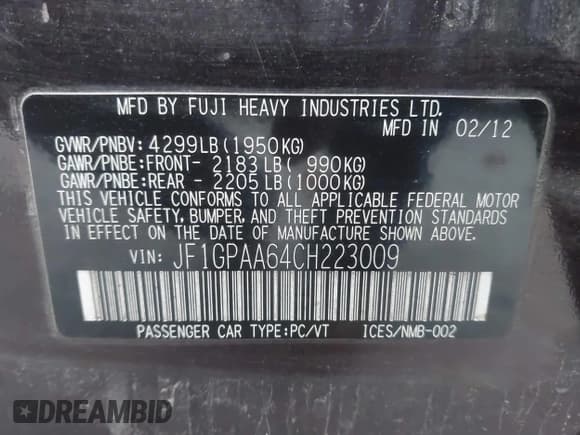 MFD BY FUJI HEAVY INDUSTRIES LTD.
MFD IN 02/12
GVWR/PNBV: 4299LB (1950KG)
GAWR/PNBE:FRONT- 2183 LB ( 990KG)
GAWR/PNBE:REAR - 2205 LB (1000KG)
THIS VEHICLE CONFORMS TO ALL APPLICABLE FEDERAL MOTOR
VEHICLE SAFETY, BUMPER, AND THEFT PREVENTION STANDARDS
IN EFFECT ON THE DATE OF MANUFACTURE SHOWN ABOVE.
VIN: JF1GPAA64CH223009
PASSENGER CAR TYPE:PC/VT ICES/NMB-002
DREAMBID